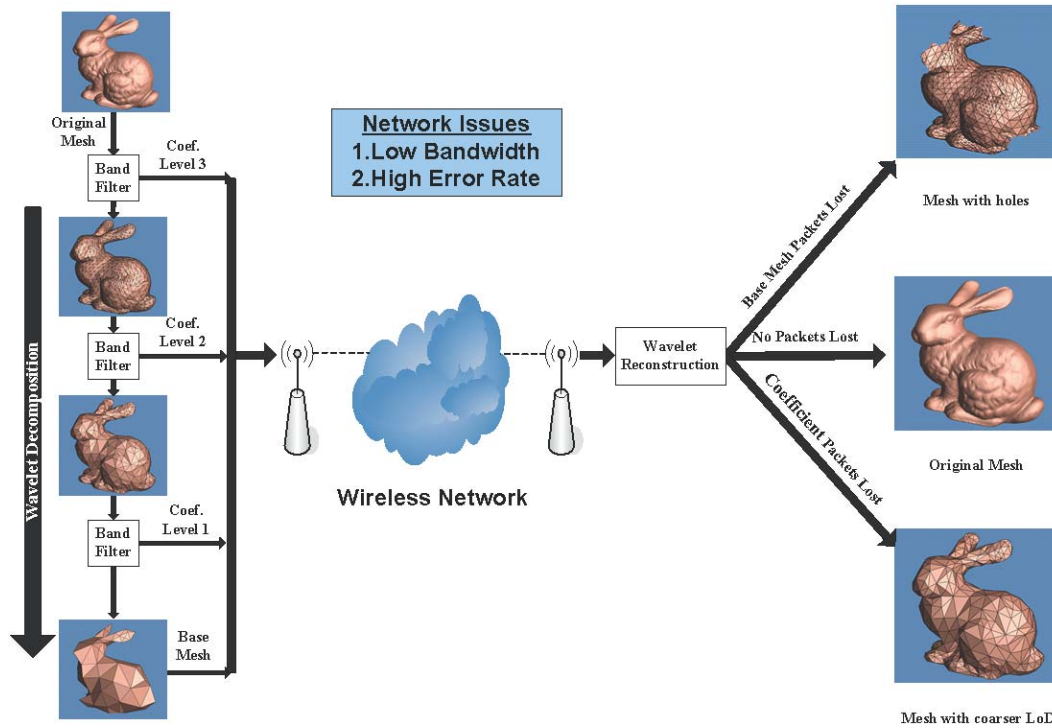 Original
Mesh
Coef.
Level 3
Band
Filter
Coef.
Level 2
Band
Filter
Coef.
Level 1
Band
Filter
Base
Mesh
Wavelet Decomposition
Network Issues
1.Low Bandwidth
2.High Error Rate
Wireless Network
Wavelet
Reconstruction
Base Mesh Packets Lost
No Packets Lost
Coefficient Packets Lost
Mesh with holes
Original Mesh
Mesh with coarser LoD